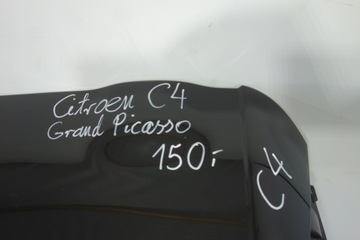 Citroen C4
Grand Picasso
150:-
C4